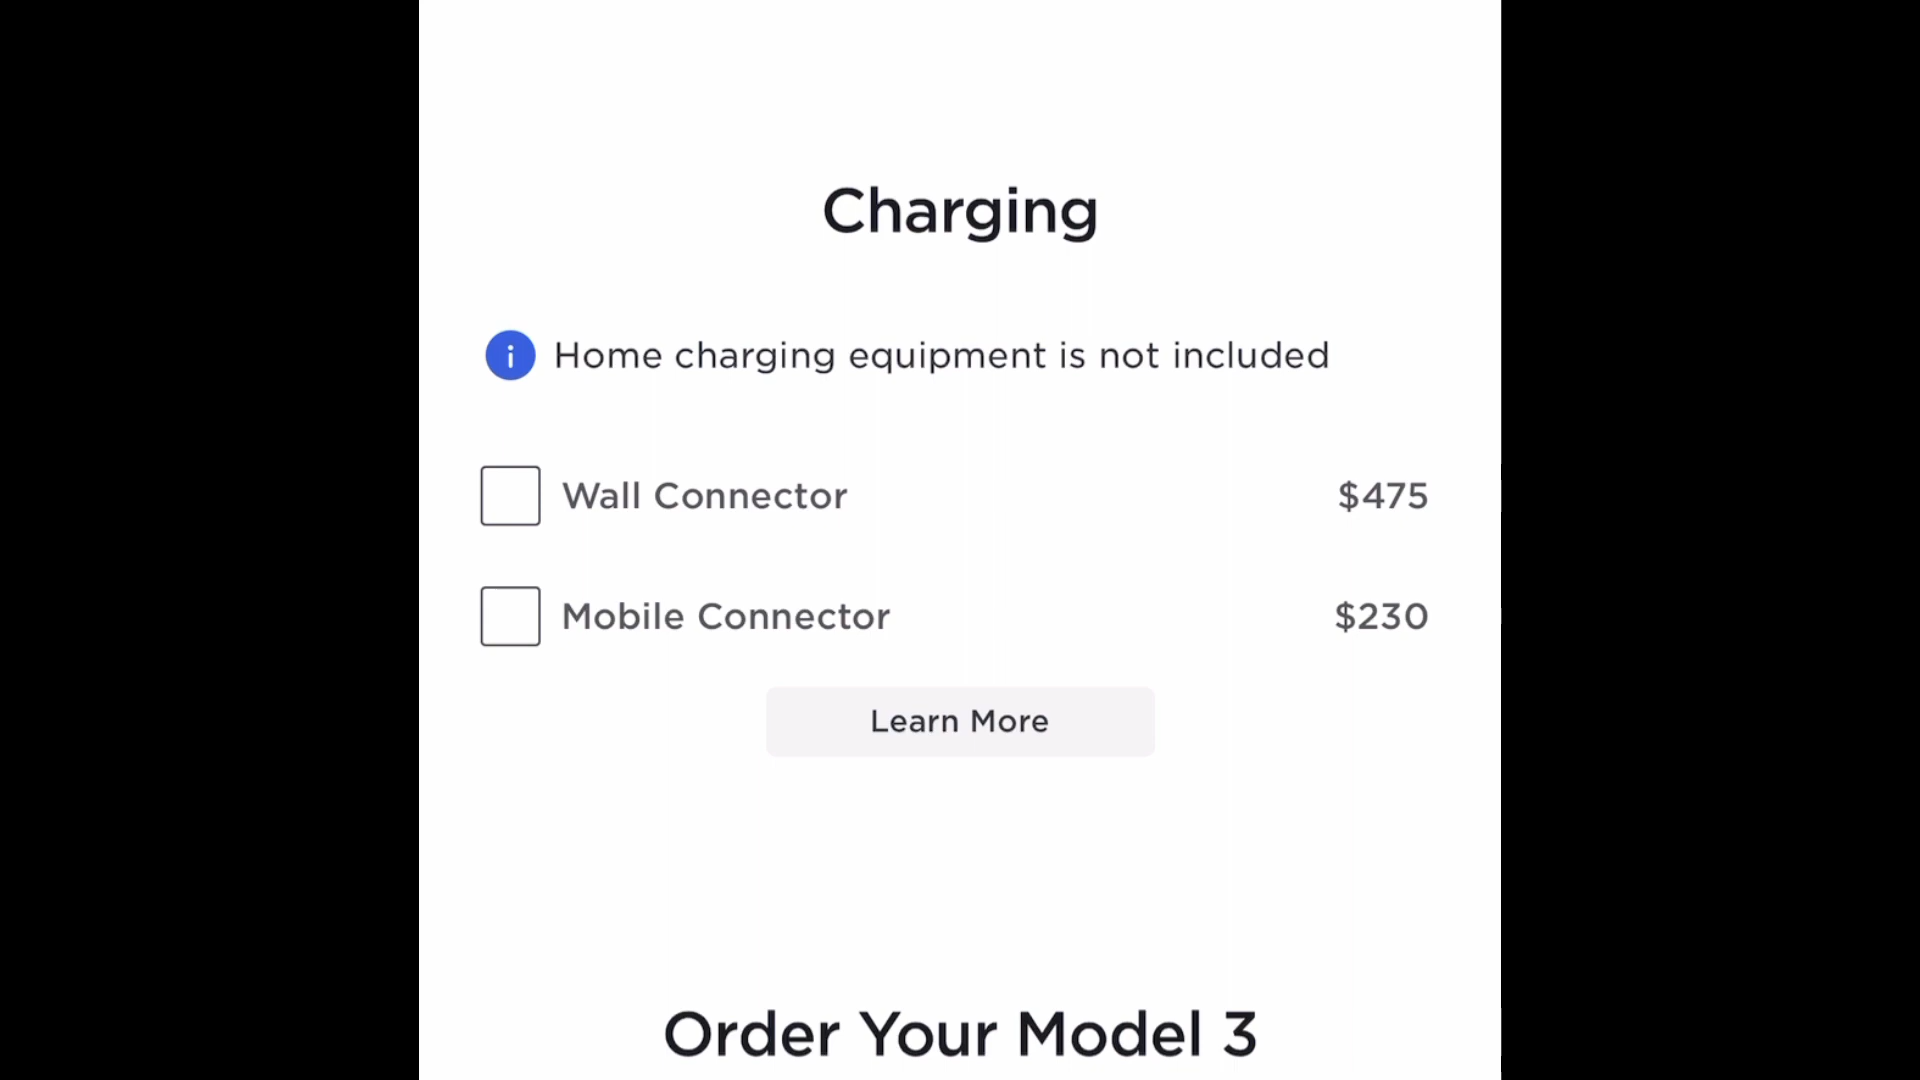 Charging
i Home charging equipment is not included
Wall Connector $475
Mobile Connector $230
Learn More
Order Your Model 3